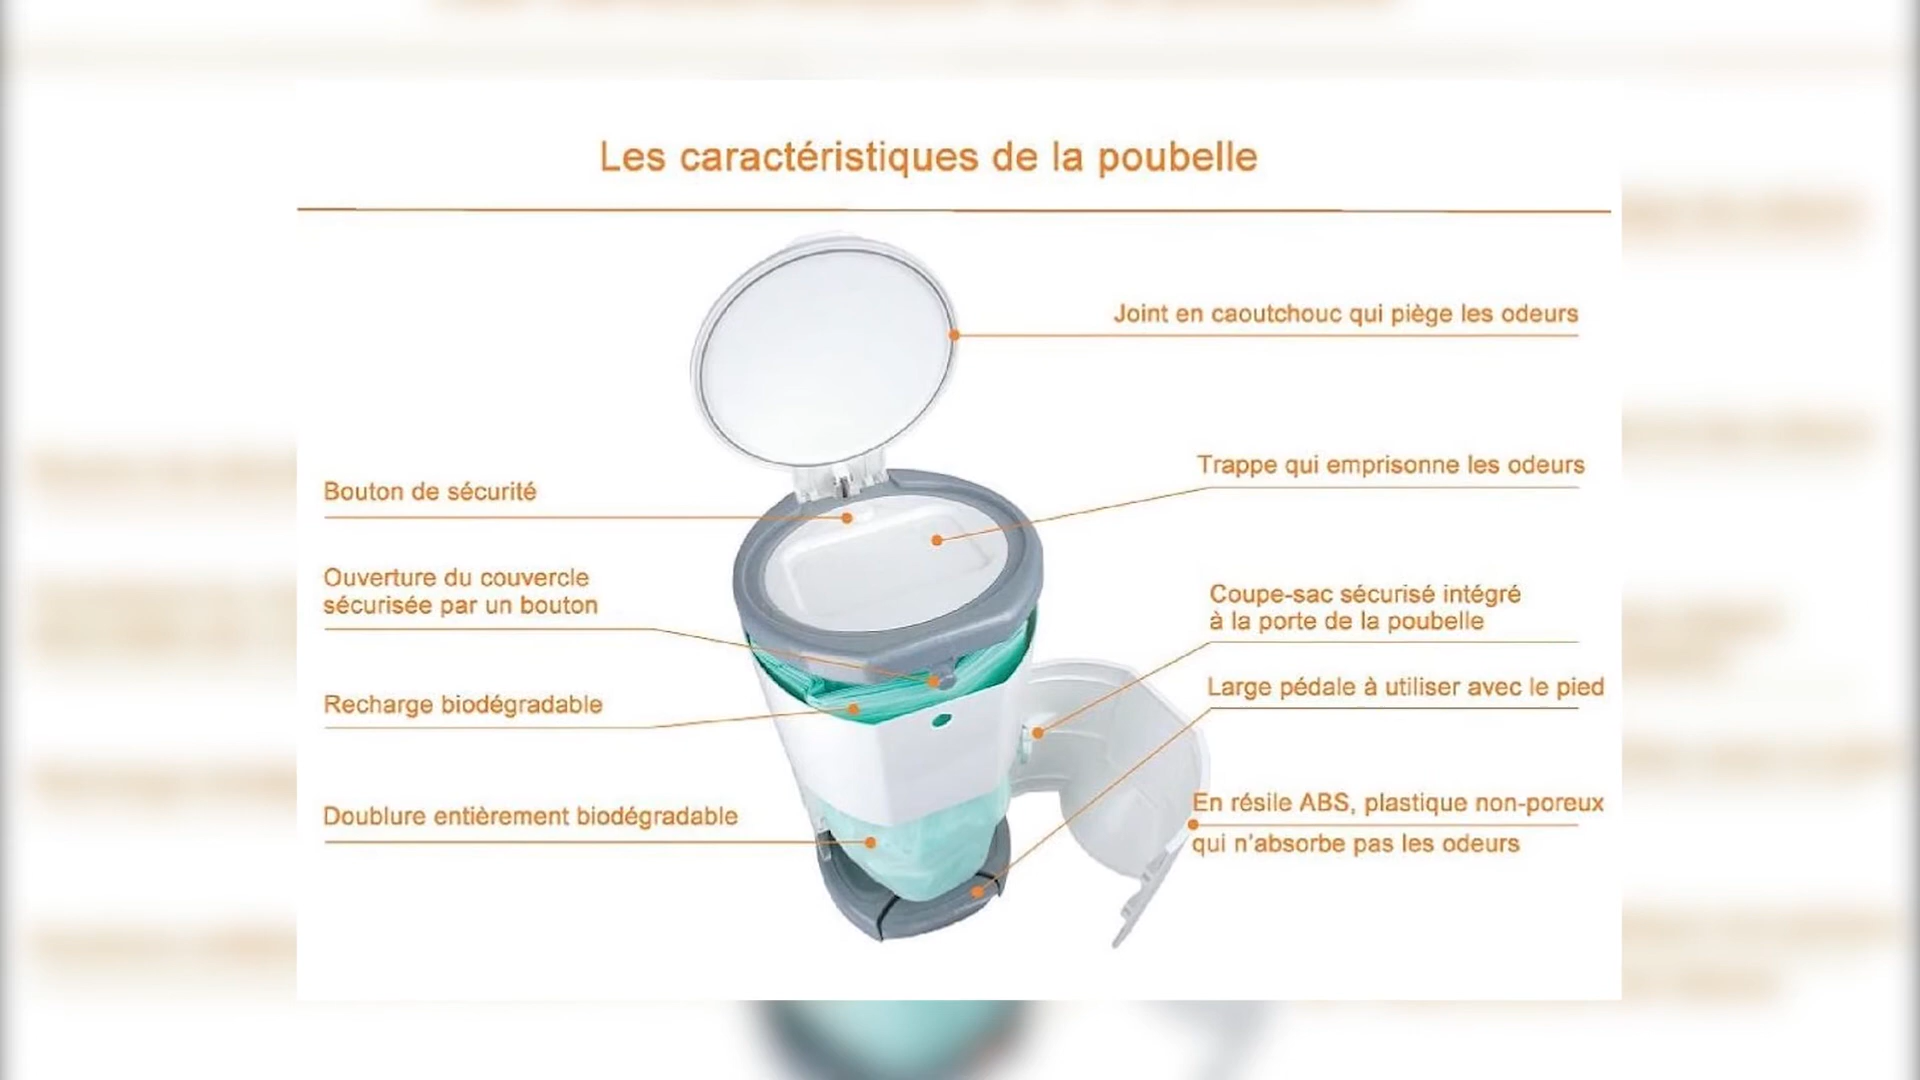 Les caractéristiques de la poubelle
Joint en caoutchouc qui piège les odeurs
Trappe qui emprisonne les odeurs
Bouton de sécurité
Ouverture du couvercle
sécurisée par un bouton
Coupe-sac sécurisé intégré
à la porte de la poubelle
Large pédale à utiliser avec le pied
Recharge biodégradable
En résile ABS, plastique non-poreux
qui n'absorbe pas les odeurs
Doublure entièrement biodégradable